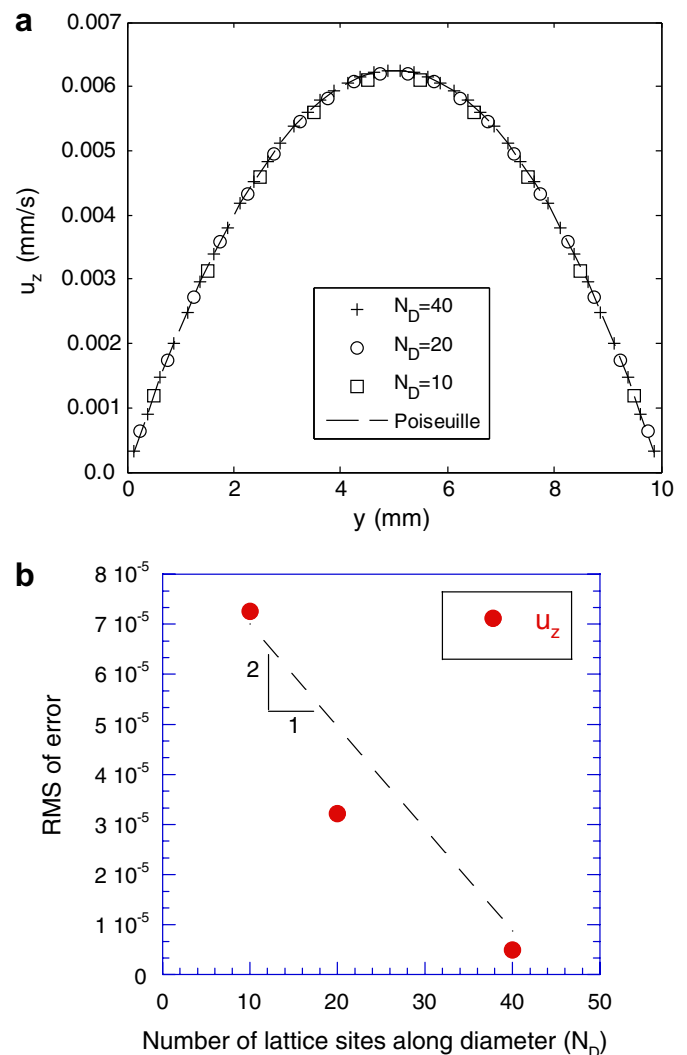 a
0.007
0.006
0.005
0.004
0.003
0.002
0.001
0.0
u_z (mm/s)
N_D=40
N_D=20
N_D=10
Poiseuille
0
2
4
6
8
10
y (mm)
b
8 10^-5
7 10^-5
6 10^-5
5 10^-5
4 10^-5
3 10^-5
2 10^-5
1 10^-5
0
RMS of error
u_z
2
1
0
10
20
30
40
50
Number of lattice sites along diameter (N_D)